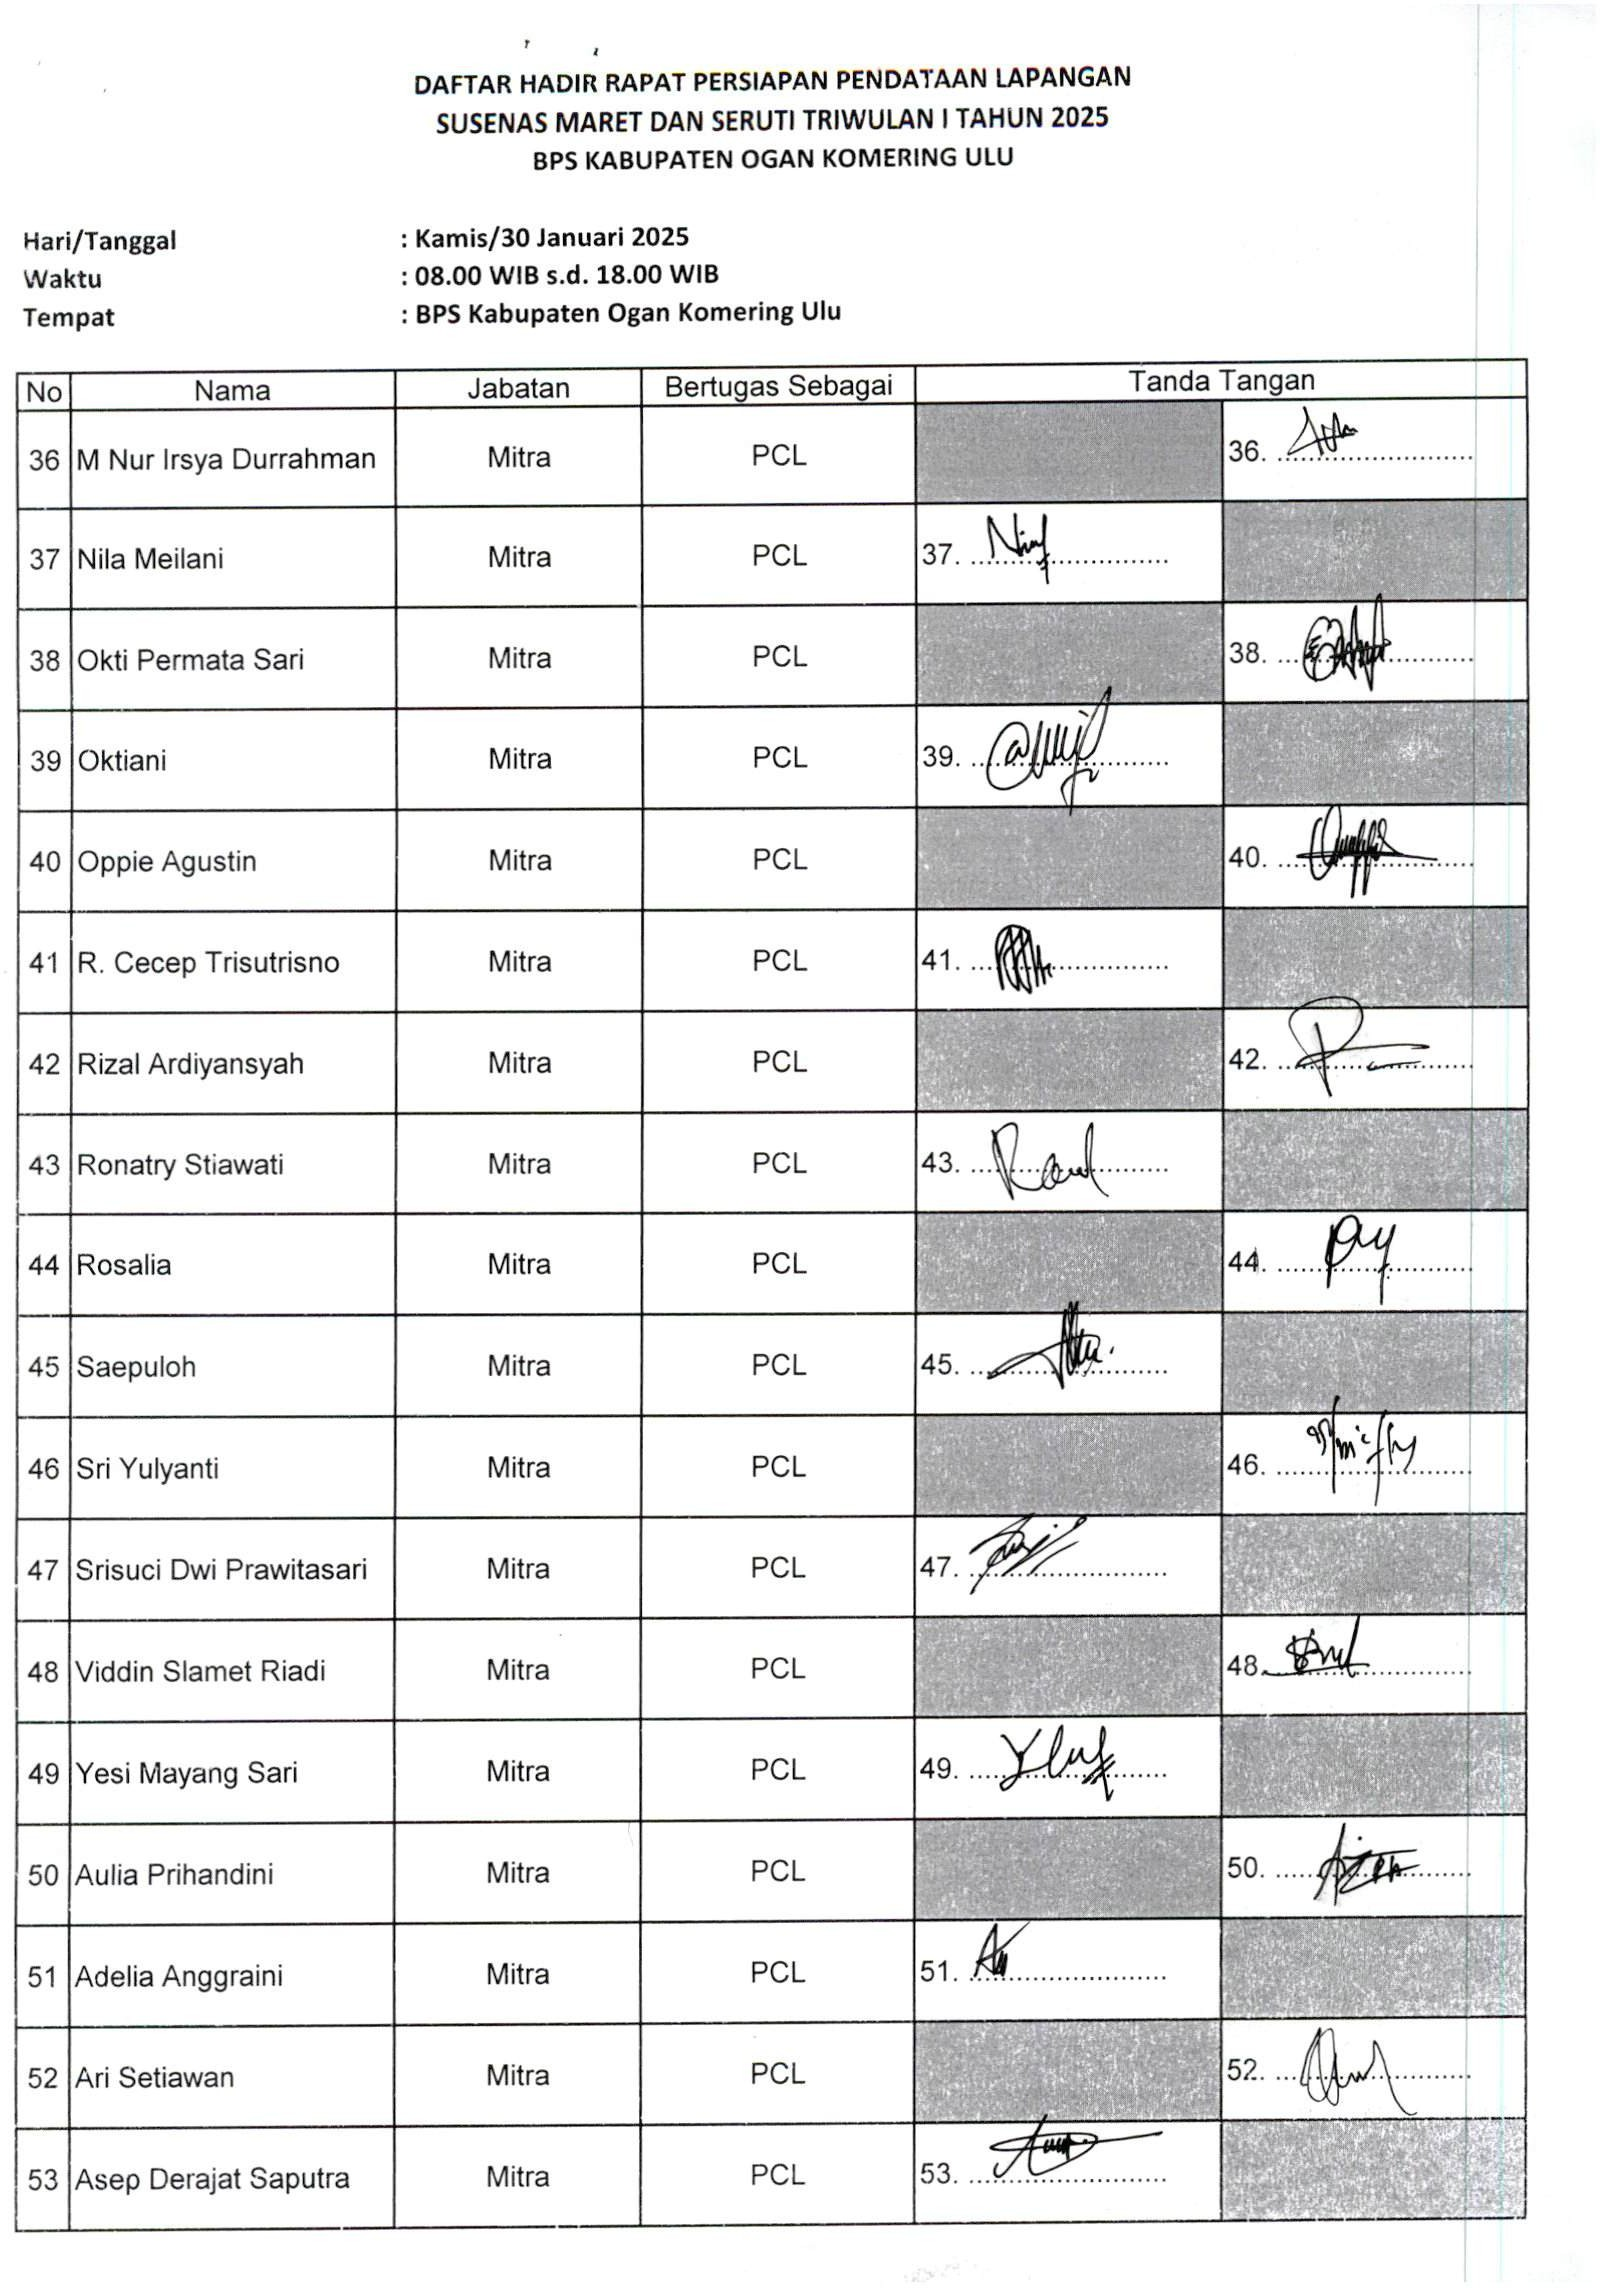 DAFTAR HADIR RAPAT PERSIAPAN PENDATAAN LAPANGAN
SUSENAS MARET DAN SERUTI TRIWULAN I TAHUN 2025
BPS KABUPATEN OGAN KOMERING ULU
Hari/Tanggal : Kamis/30 Januari 2025
Waktu : 08.00 WIB s.d. 18.00 WIB
Tempat : BPS Kabupaten Ogan Komering Ulu
No Nama Jabatan Bertugas Sebagai Tanda Tangan
36 M Nur Irsya Durrahman Mitra PCL 36. ........................
37 Nila Meilani Mitra PCL 37. ........................
38 Okti Permata Sari Mitra PCL 38. ........................
39 Oktiani Mitra PCL 39. ........................
40 Oppie Agustin Mitra PCL 40. ........................
41 R. Cecep Trisutrisno Mitra PCL 41. ........................
42 Rizal Ardiyansyah Mitra PCL 42. ........................
43 Ronatry Stiawati Mitra PCL 43. ........................
44 Rosalia Mitra PCL 44. ........................
45 Saepuloh Mitra PCL 45. ........................
46 Sri Yulyanti Mitra PCL 46. ........................
47 Srisuci Dwi Prawitasari Mitra PCL 47. ........................
48 Viddin Slamet Riadi Mitra PCL 48. ........................
49 Yesi Mayang Sari Mitra PCL 49. ........................
50 Aulia Prihandini Mitra PCL 50. ........................
51 Adelia Anggraini Mitra PCL 51. ........................
52 Ari Setiawan Mitra PCL 52. ........................
53 Asep Derajat Saputra Mitra PCL 53. ........................